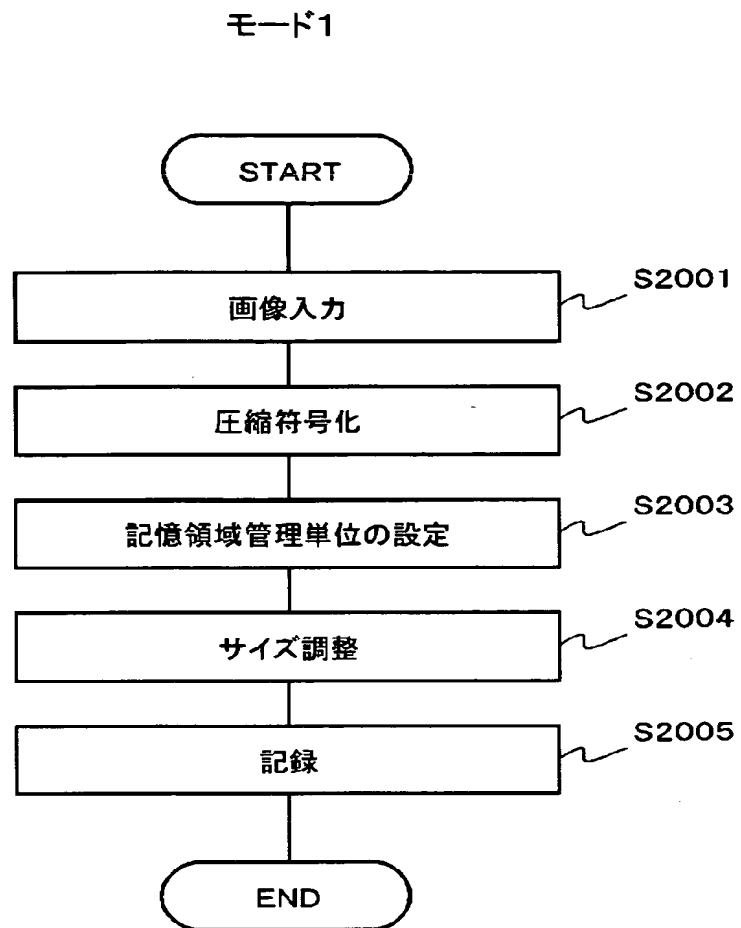 モード1
START
画像入力
S2001
圧縮符号化
S2002
記憶領域管理単位の設定
S2003
サイズ調整
S2004
記録
S2005
END